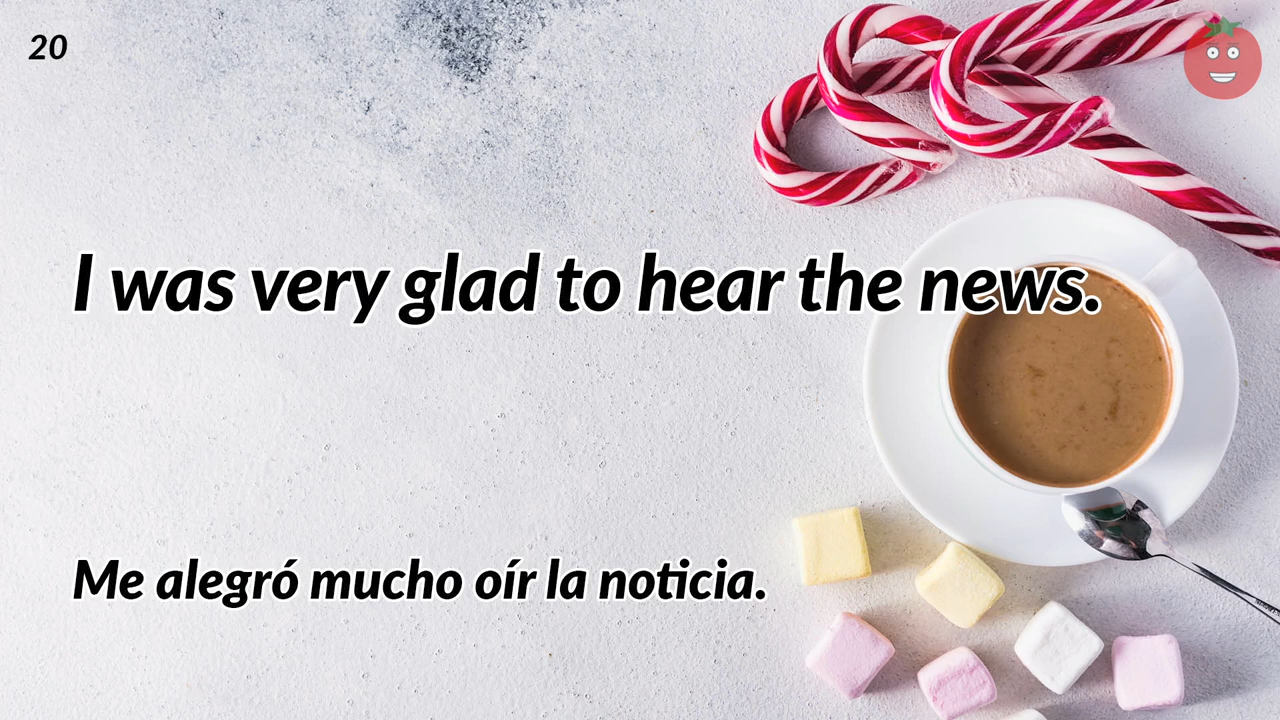 20
I was very glad to hear the news.
Me alegró mucho oír la noticia.